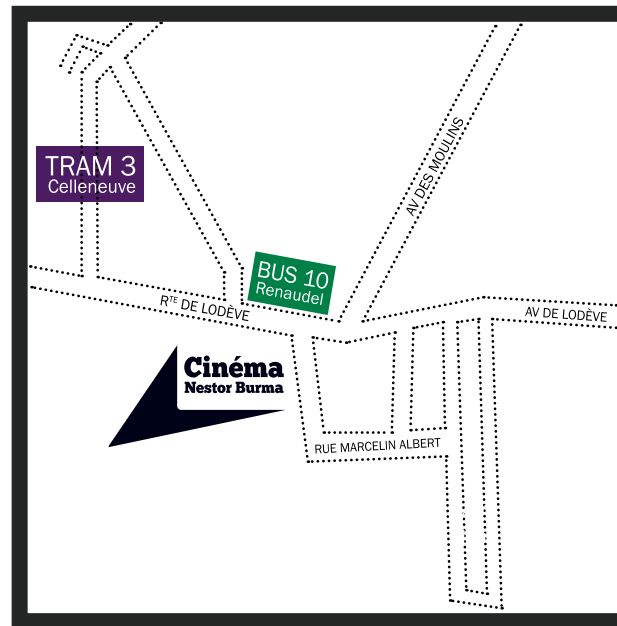 AV DES MOULINS
TRAM 3
Celleneuve
BUS 10
Renaudel
RTE DE LODÈVE
AV DE LODÈVE
Cinéma
Nestor Burma
RUE MARCELIN ALBERT